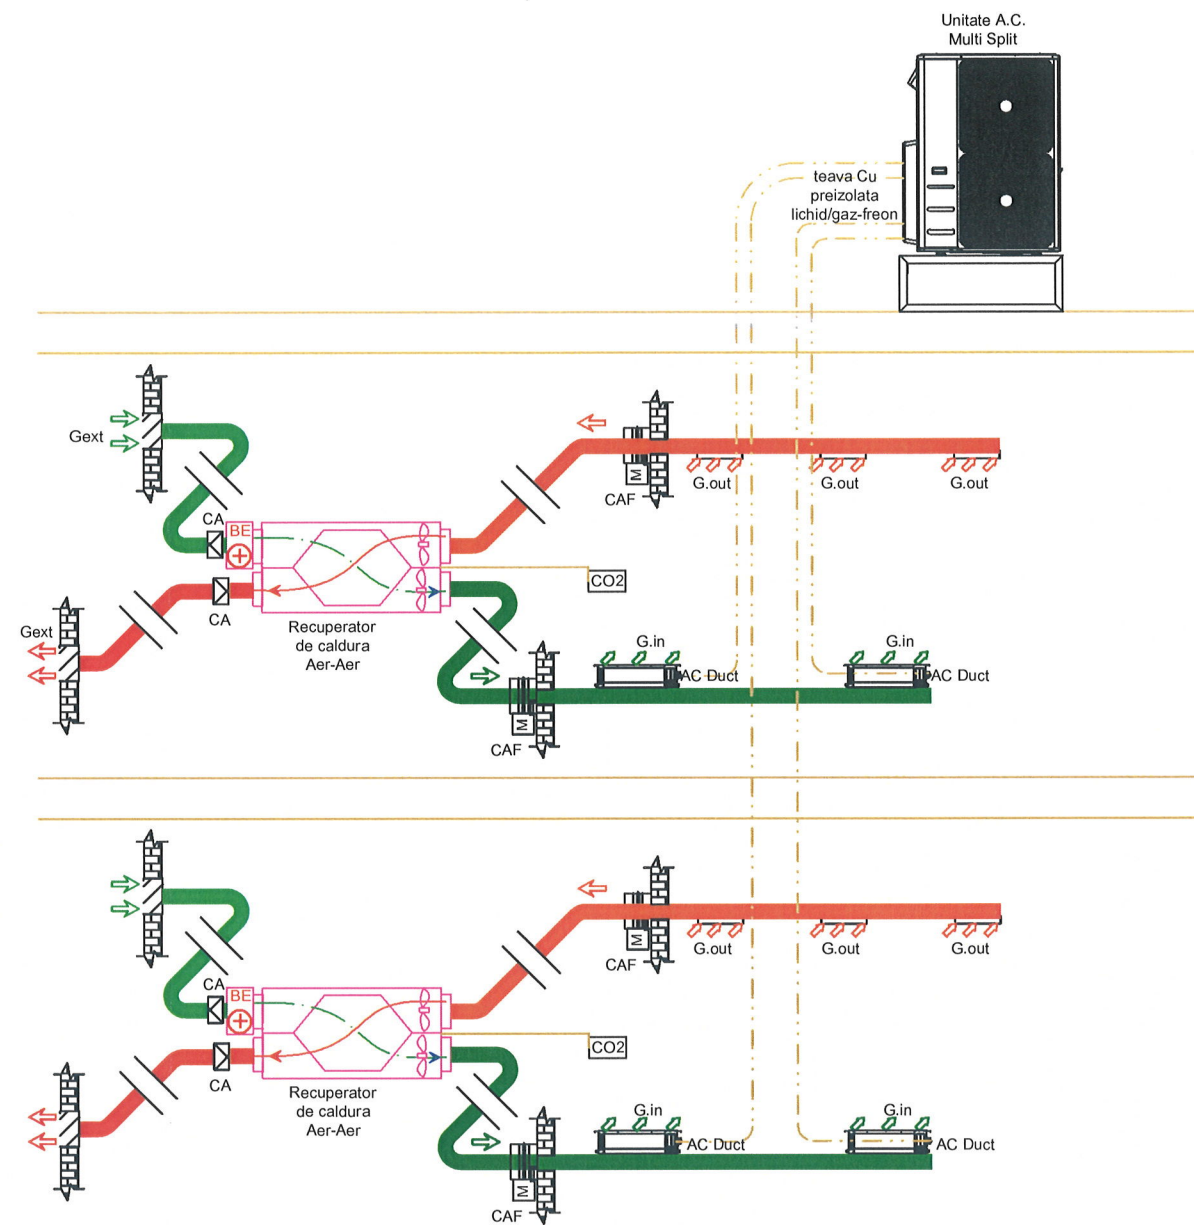 Unitate A.C.
Multi Split
teava Cu
preizolata
lichid/gaz-freon
Gext
CA
BE
CAF
M
G.out
G.out
G.out
CO2
CA
Gext
Recuperator
de caldura
Aer-Aer
G.in
G.in
AC Duct
AC Duct
M
CAF
CA
BE
CAF
M
G.out
G.out
G.out
CO2
CA
Recuperator
de caldura
Aer-Aer
G.in
G.in
AC Duct
AC Duct
M
CAF